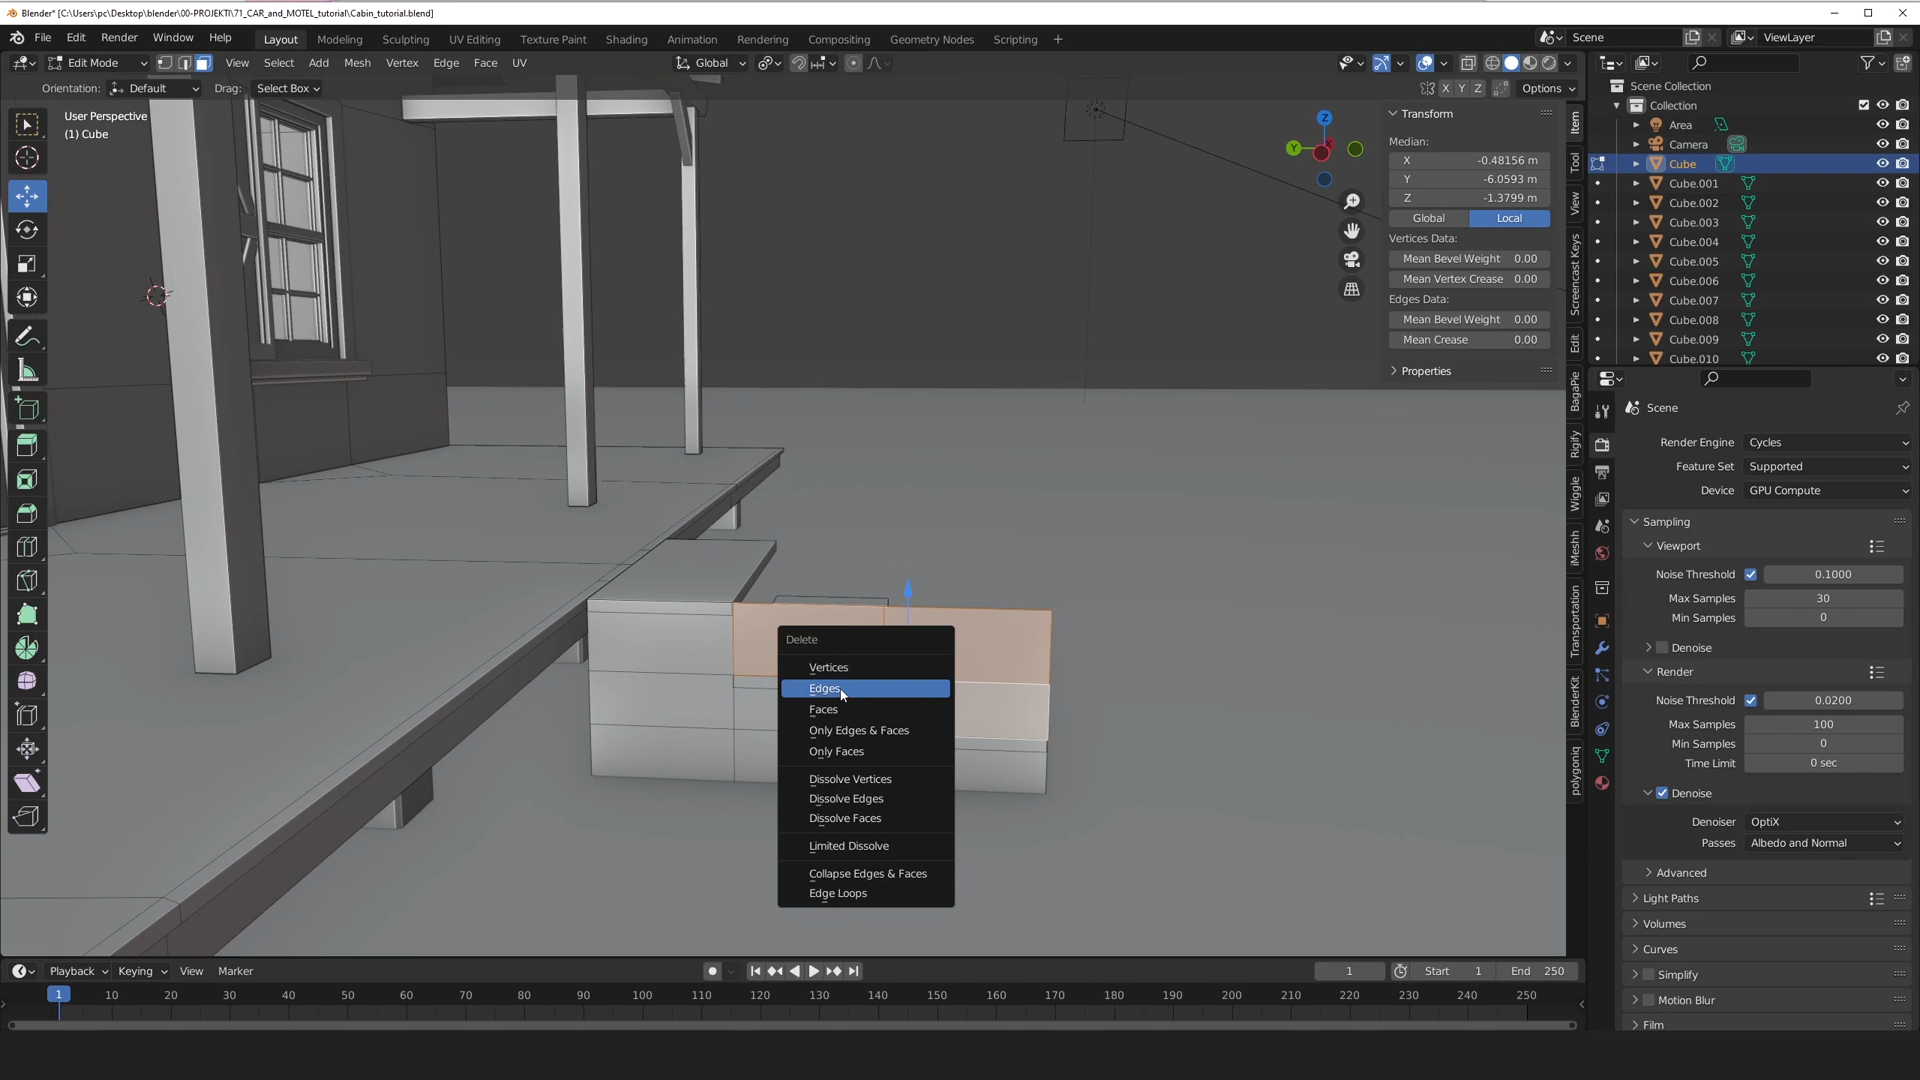 Blender* [C:\Users\pc\Desktop\blender\00-PROJEKTI\71_CAR_and_MOTEL_tutorial\Cabin_tutorial.blend]
File Edit Render Window Help Layout Modeling Sculpting UV Editing Texture Paint Shading Animation Rendering Compositing Geometry Nodes Scripting + Scene ViewLayer
Edit Mode View Select Add Mesh Vertex Edge Face UV Global
Orientation: Default Drag: Select Box X Y Z Options
User Perspective
(1) Cube
Z
Y
Transform
Median:
X -0.48156 m
Y -6.0593 m
Z -1.3799 m
Global Local
Vertices Data:
Mean Bevel Weight 0.00
Mean Vertex Crease 0.00
Edges Data:
Mean Bevel Weight 0.00
Mean Crease 0.00
Properties
Item
Tool
View
Screencast Keys
Edit
BagaPie
Rigify
Wiggle
iMeshh
Transportation
BlenderKit
polygoniq
Delete
Vertices
Edges
Faces
Only Edges & Faces
Only Faces
Dissolve Vertices
Dissolve Edges
Dissolve Faces
Limited Dissolve
Collapse Edges & Faces
Edge Loops
Scene Collection
Collection
Area
Camera
Cube
Cube.001
Cube.002
Cube.003
Cube.004
Cube.005
Cube.006
Cube.007
Cube.008
Cube.009
Cube.010
Scene
Render Engine Cycles
Feature Set Supported
Device GPU Compute
Sampling
Viewport
Noise Threshold 0.1000
Max Samples 30
Min Samples 0
Denoise
Render
Noise Threshold 0.0200
Max Samples 100
Min Samples 0
Time Limit 0 sec
Denoise
Denoiser OptiX
Passes Albedo and Normal
Advanced
Light Paths
Volumes
Curves
Simplify
Motion Blur
Film
Playback Keying View Marker 1 Start 1 End 250
1 10 20 30 40 50 60 70 80 90 100 110 120 130 140 150 160 170 180 190 200 210 220 230 240 250